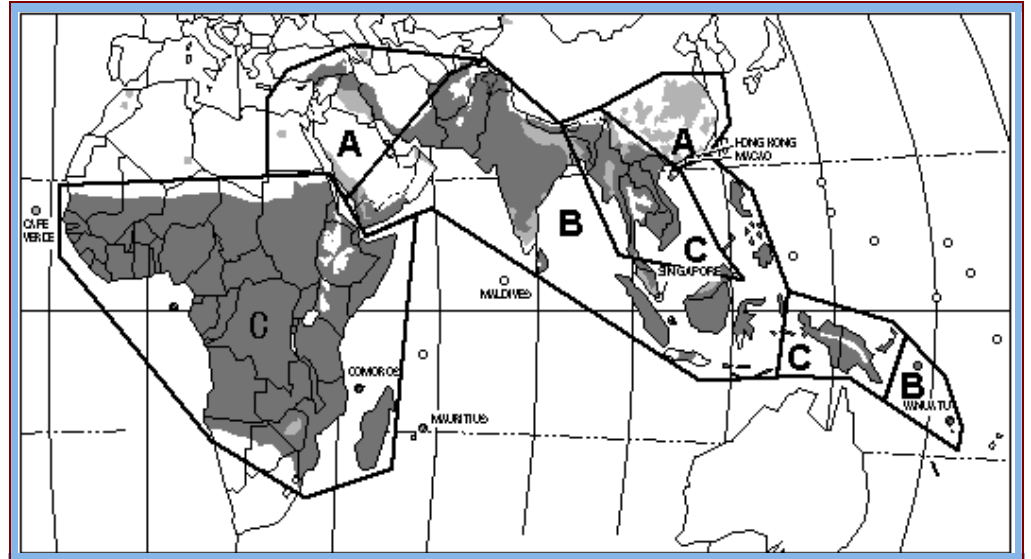 A
A
HONG KONG
MACAO
CAPE
VERDE
B
C
SINGAPORE
MALDIVES
C
C
COMOROS
B
VANUATU
MAURITIUS